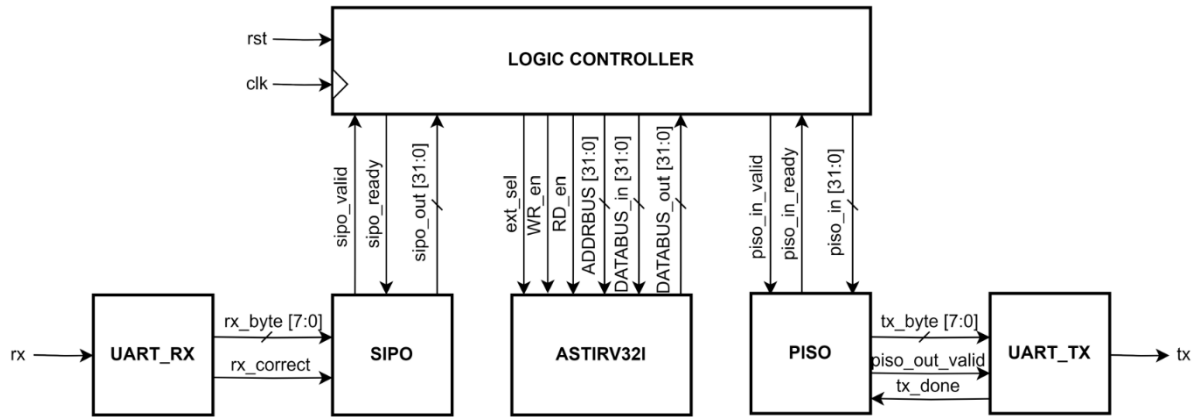 rst
LOGIC CONTROLLER
clk
sipo_valid
sipo_ready
sipo_out [31:0]
ext_sel
WR_en
RD_en
ADDRBUS [31:0]
DATABUS_in [31:0]
DATABUS_out [31:0]
piso_in_valid
piso_in_ready
piso_in [31:0]
rx
UART_RX
rx_byte [7:0]
rx_correct
SIPO
ASTIRV32I
PISO
tx_byte [7:0]
piso_out_valid
tx_done
UART_TX
tx